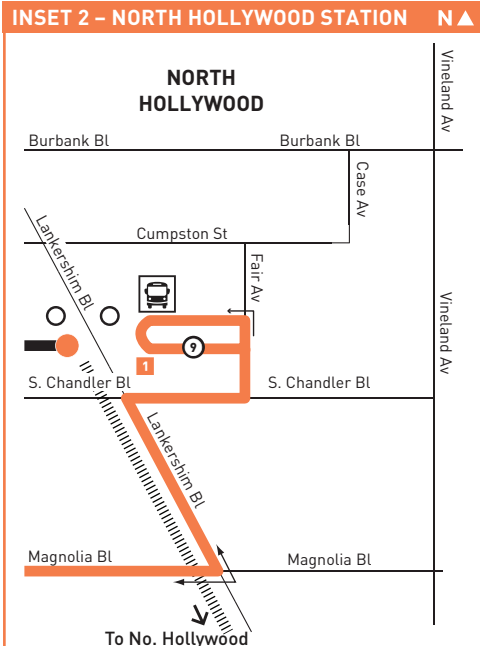 INSET 2 – NORTH HOLLYWOOD STATION N
NORTH
HOLLYWOOD
Vineland Av
Burbank Bl
Burbank Bl
Case Av
Lankershim Bl
Cumpston St
Fair Av
Vineland Av
9
1
S. Chandler Bl
S. Chandler Bl
Lankershim Bl
Magnolia Bl
Magnolia Bl
To No. Hollywood